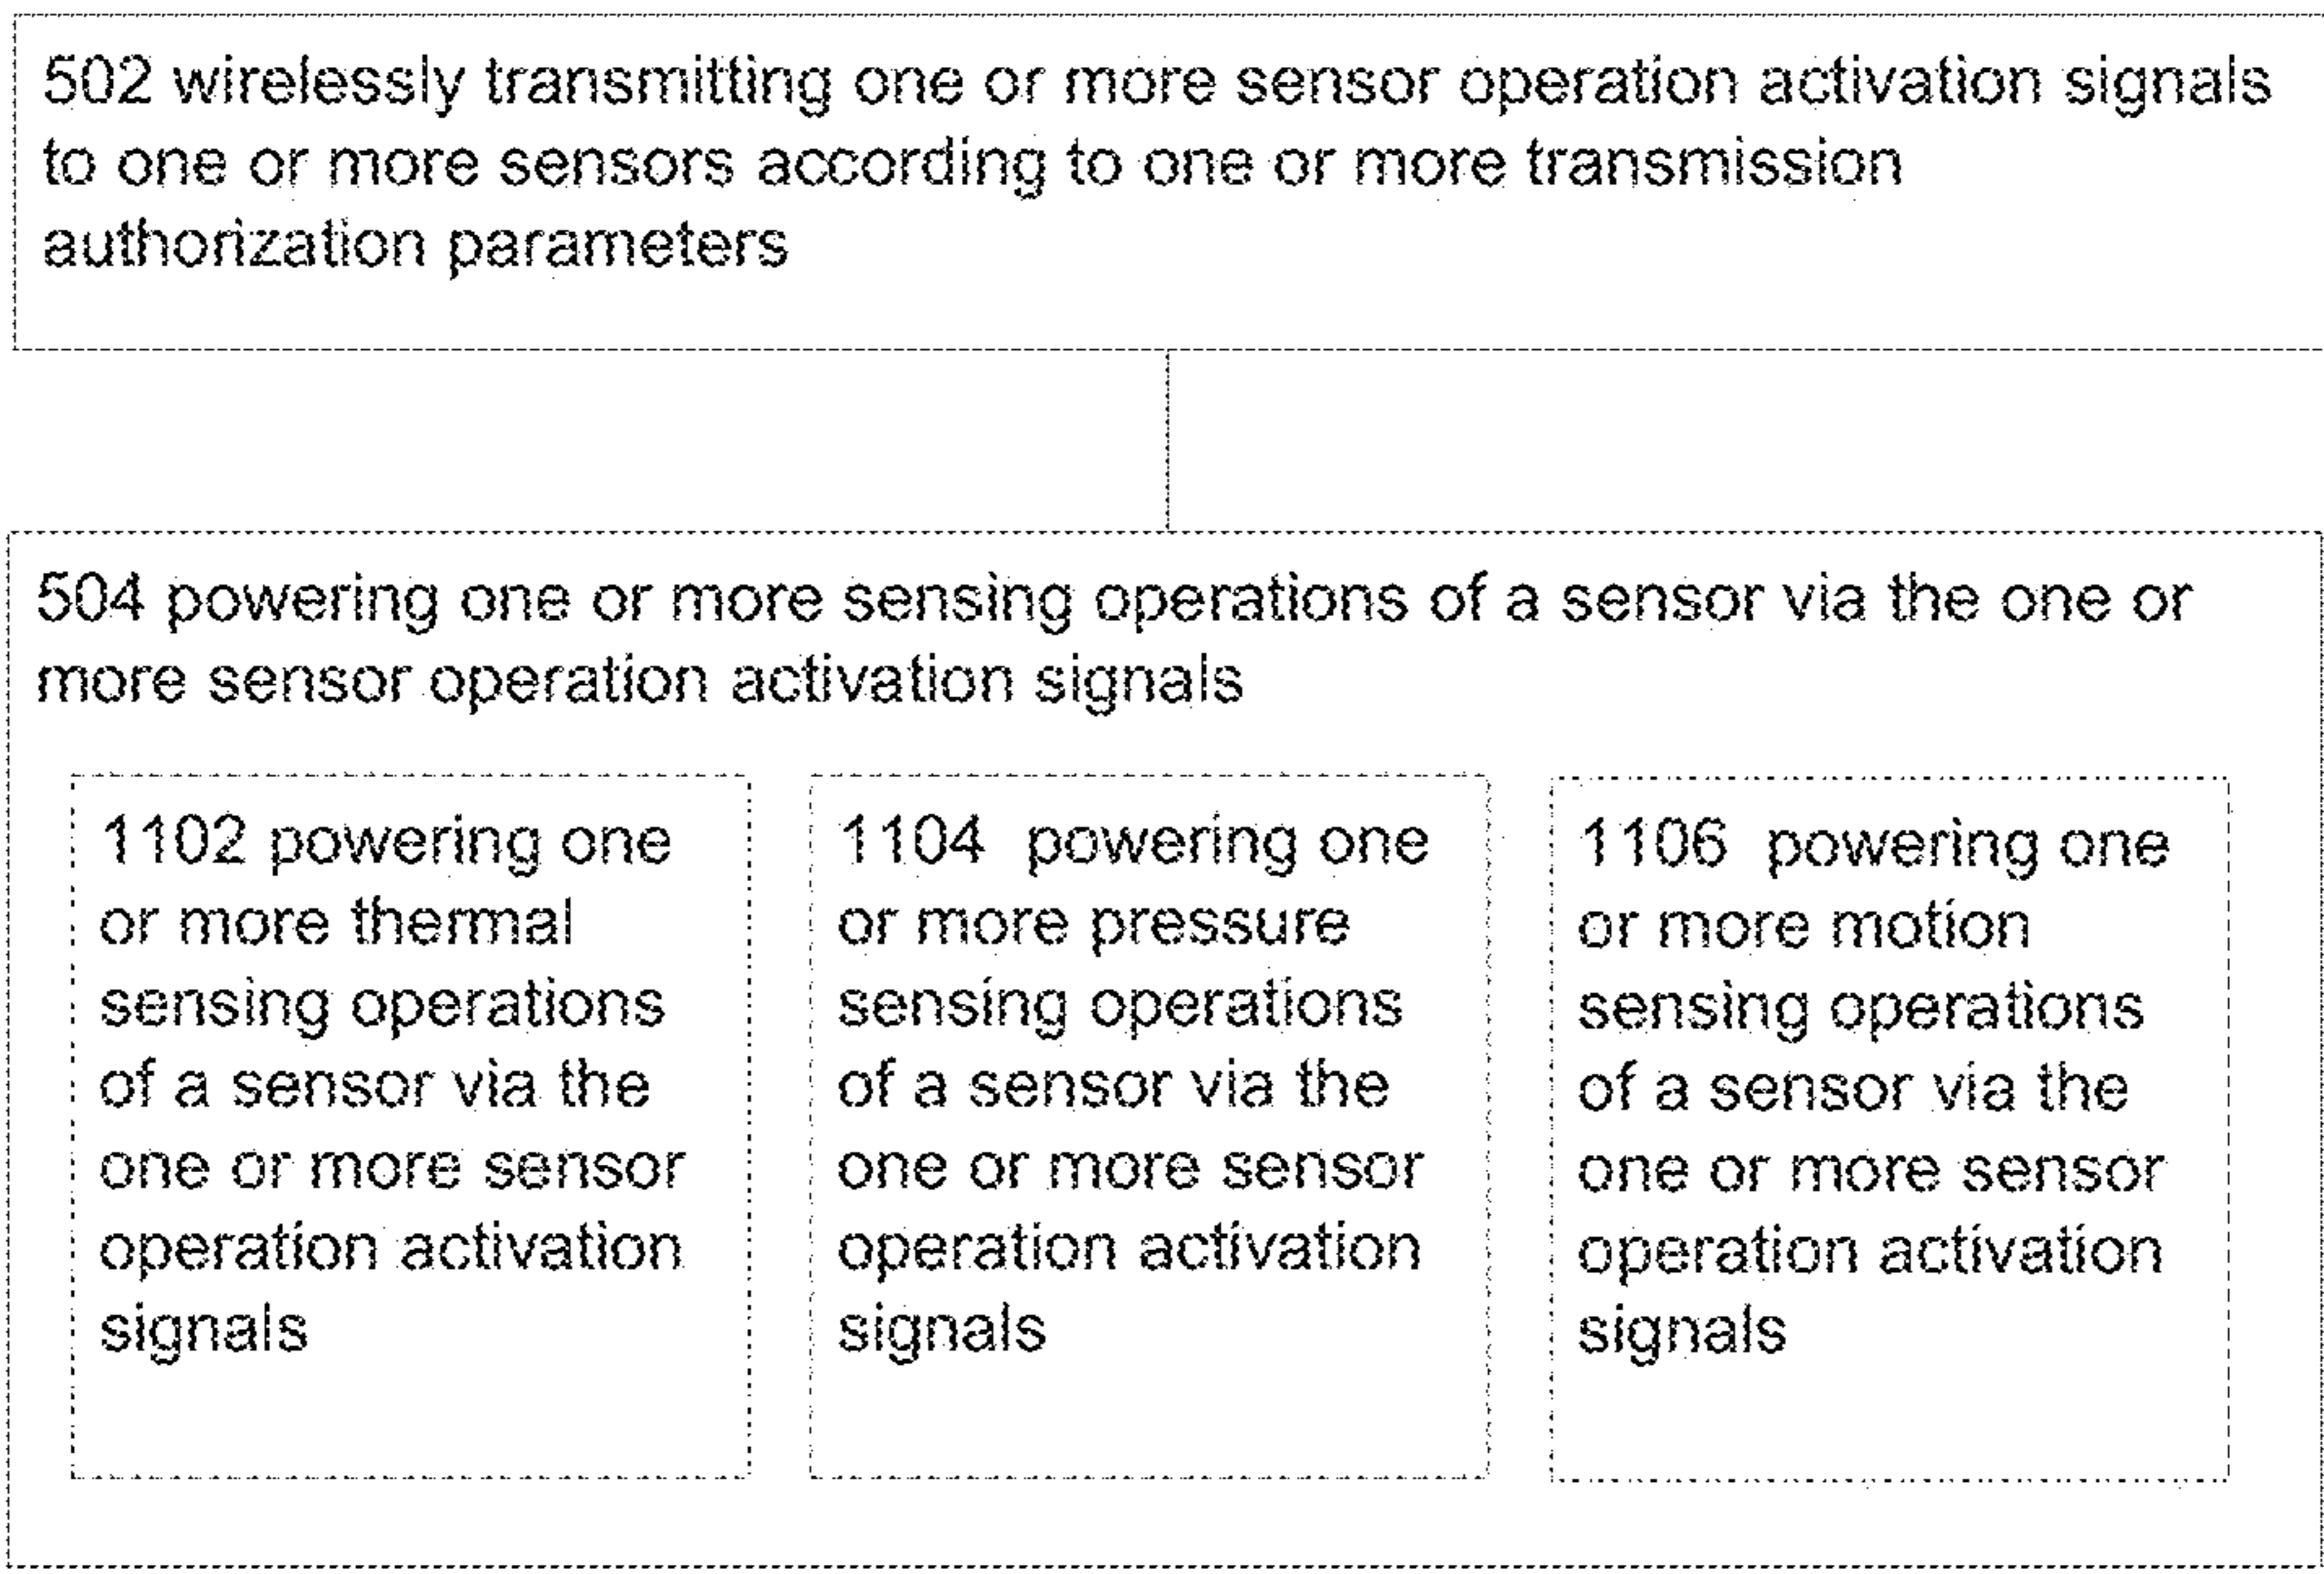 502 wirelessly transmitting one or more sensor operation activation signals
to one or more sensors according to one or more transmission
authorization parameters
504 powering one or more sensing operations of a sensor via the one or
more sensor operation activation signals
1102 powering one
or more thermal
sensing operations
of a sensor via the
one or more sensor
operation activation
signals
1104 powering one
or more pressure
sensing operations
of a sensor via the
one or more sensor
operation activation
signals
1106 powering one
or more motion
sensing operations
of a sensor via the
one or more sensor
operation activation
signals